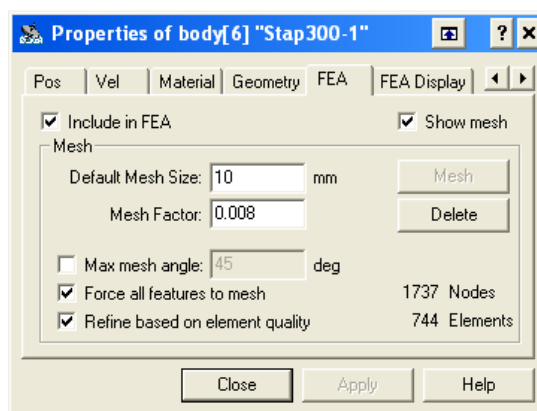 Properties of body[6] "Stap300-1"
Pos Vel Material Geometry FEA FEA Display
Include in FEA Show mesh
Mesh
Default Mesh Size: 10 mm Mesh
Mesh Factor: 0.008 Delete
Max mesh angle: 45 deg
Force all features to mesh 1737 Nodes
Refine based on element quality 744 Elements
Close Apply Help